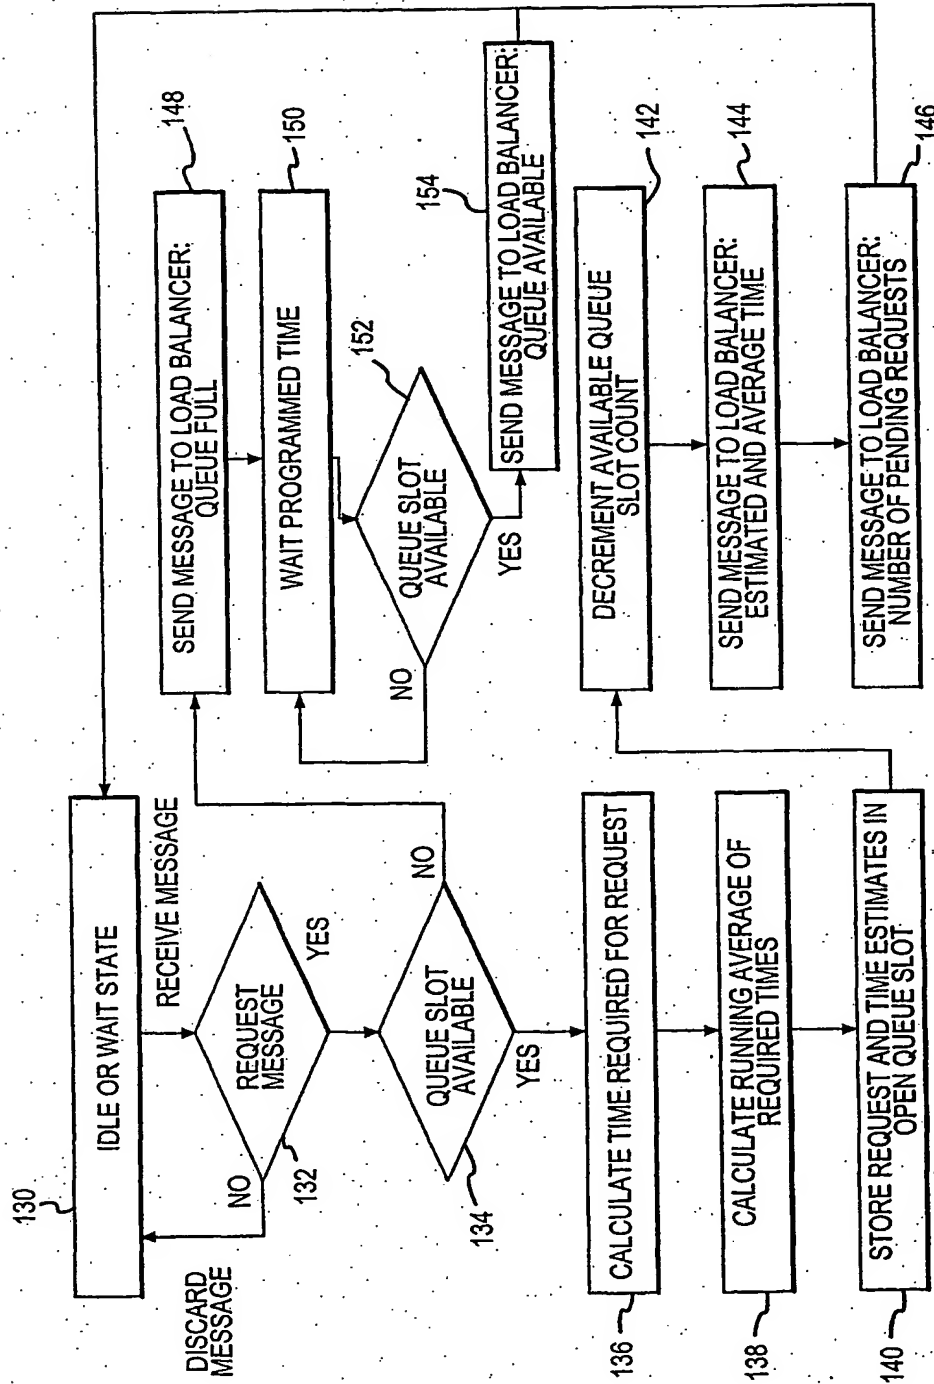 130
IDLE OR WAIT STATE
RECEIVE MESSAGE
DISCARD
MESSAGE
NO
REQUEST
MESSAGE
YES
132
QUEUE SLOT
AVAILABLE
NO
YES
134
136
CALCULATE TIME REQUIRED FOR REQUEST
138
CALCULATE RUNNING AVERAGE OF
REQUIRED TIMES
140
STORE REQUEST AND TIME ESTIMATES IN
OPEN QUEUE SLOT
SEND MESSAGE TO LOAD BALANCER:
QUEUE FULL
148
WAIT PROGRAMMED TIME
150
QUEUE SLOT
AVAILABLE
152
NO
YES
154
SEND MESSAGE TO LOAD BALANCER:
QUEUE AVAILABLE
DECREMENT AVAILABLE QUEUE
SLOT COUNT
142
SEND MESSAGE TO LOAD BALANCER:
ESTIMATED AND AVERAGE TIME
144
SEND MESSAGE TO LOAD BALANCER:
NUMBER OF PENDING REQUESTS
146